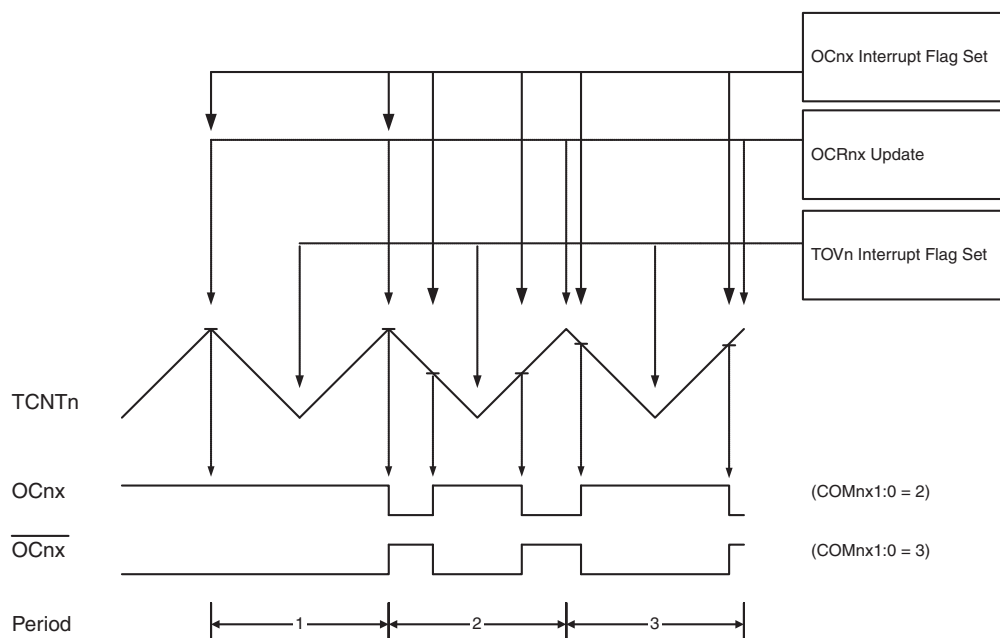 OCnx Interrupt Flag Set
OCRnx Update
TOVn Interrupt Flag Set
TCNTn
OCnx (COMnx1:0 = 2)
OCnx (COMnx1:0 = 3)
Period 1 2 3